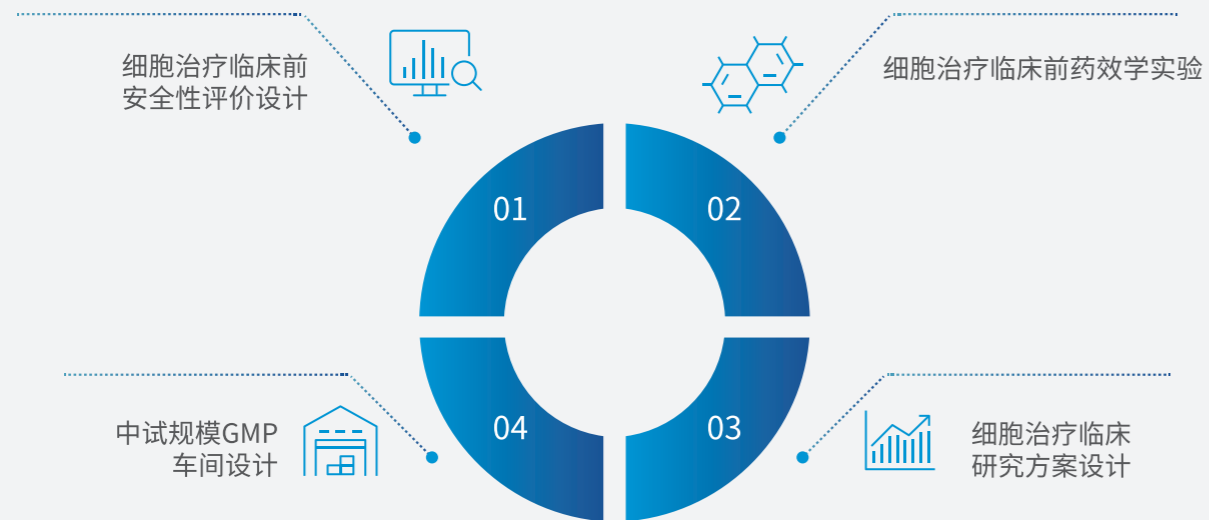 细胞治疗临床前
安全性评价设计
细胞治疗临床前药效学实验
01
02
04
03
中试规模GMP
车间设计
细胞治疗临床
研究方案设计